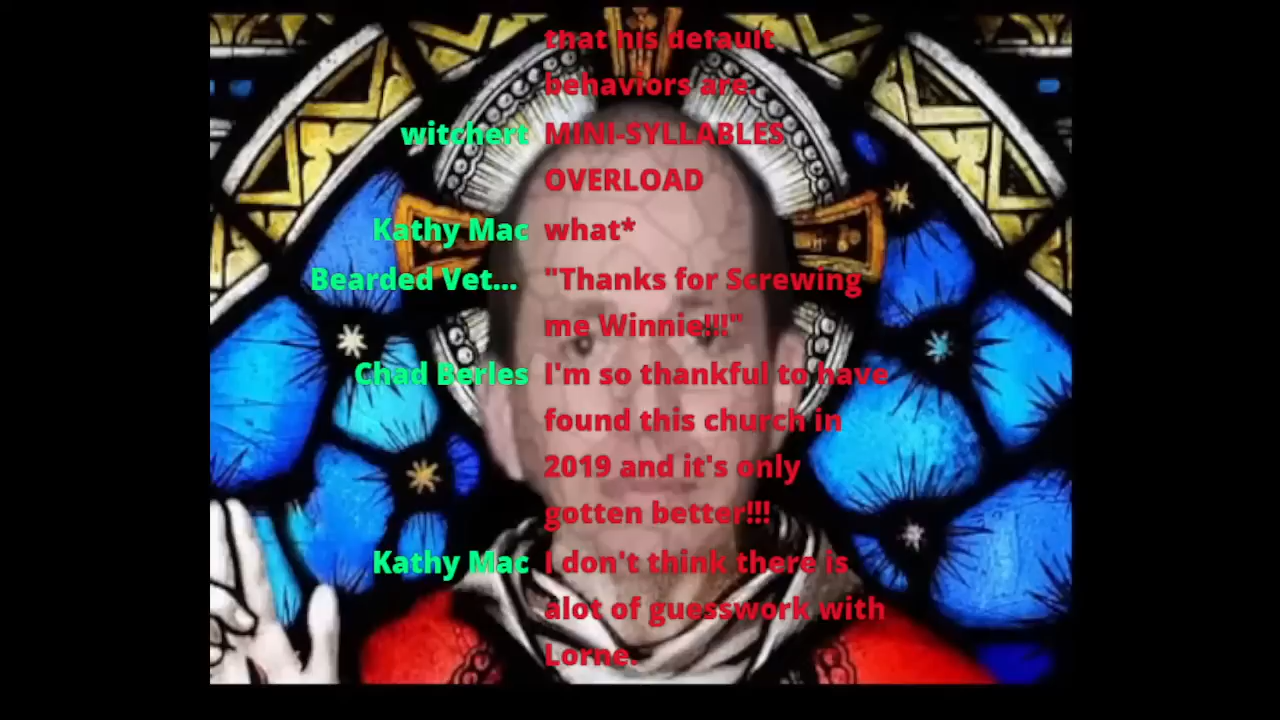 that his default
behaviors are.
witchert MINI-SYLLABLES
OVERLOAD
Kathy Mac what*
Bearded Vet... "Thanks for Screwing
me Winnie!!!"
Chad Berles I'm so thankful to have
found this church in
2019 and it's only
gotten better!!!
Kathy Mac I don't think there is
alot of guesswork with
Lorne.